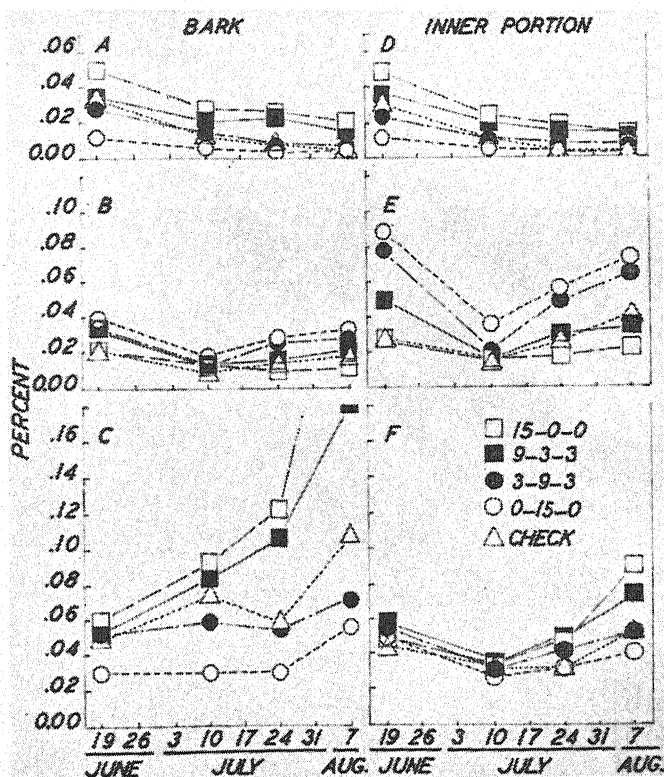 BARK INNER PORTION
.06 A D
.04
.02
0.00
.10 B E
.08
.06
.04
.02
0.00
PERCENT
.16 C F
.12
.10
.08
.06
.04
.02
0.00
15-0-0
9-3-3
3-9-3
0-15-0
CHECK
19 26 3 10 17 24 31 7 19 26 3 10 17 24 31 7
JUNE JULY AUG. JUNE JULY AUG.